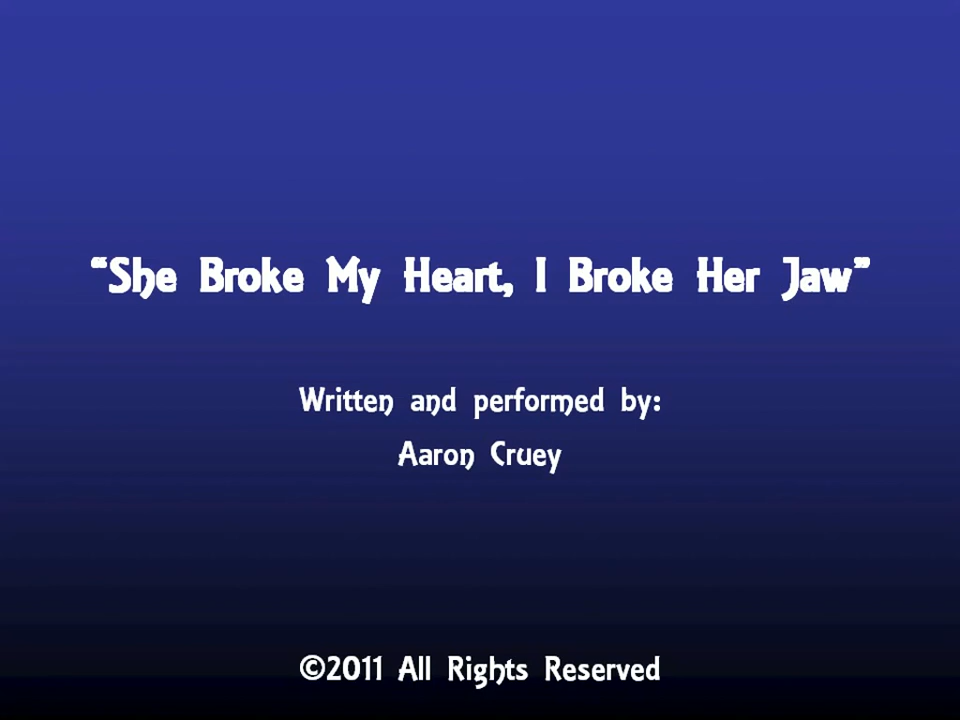 “She Broke My Heart, I Broke Her Jaw”
Written and performed by:
Aaron Cruey
©2011 All Rights Reserved